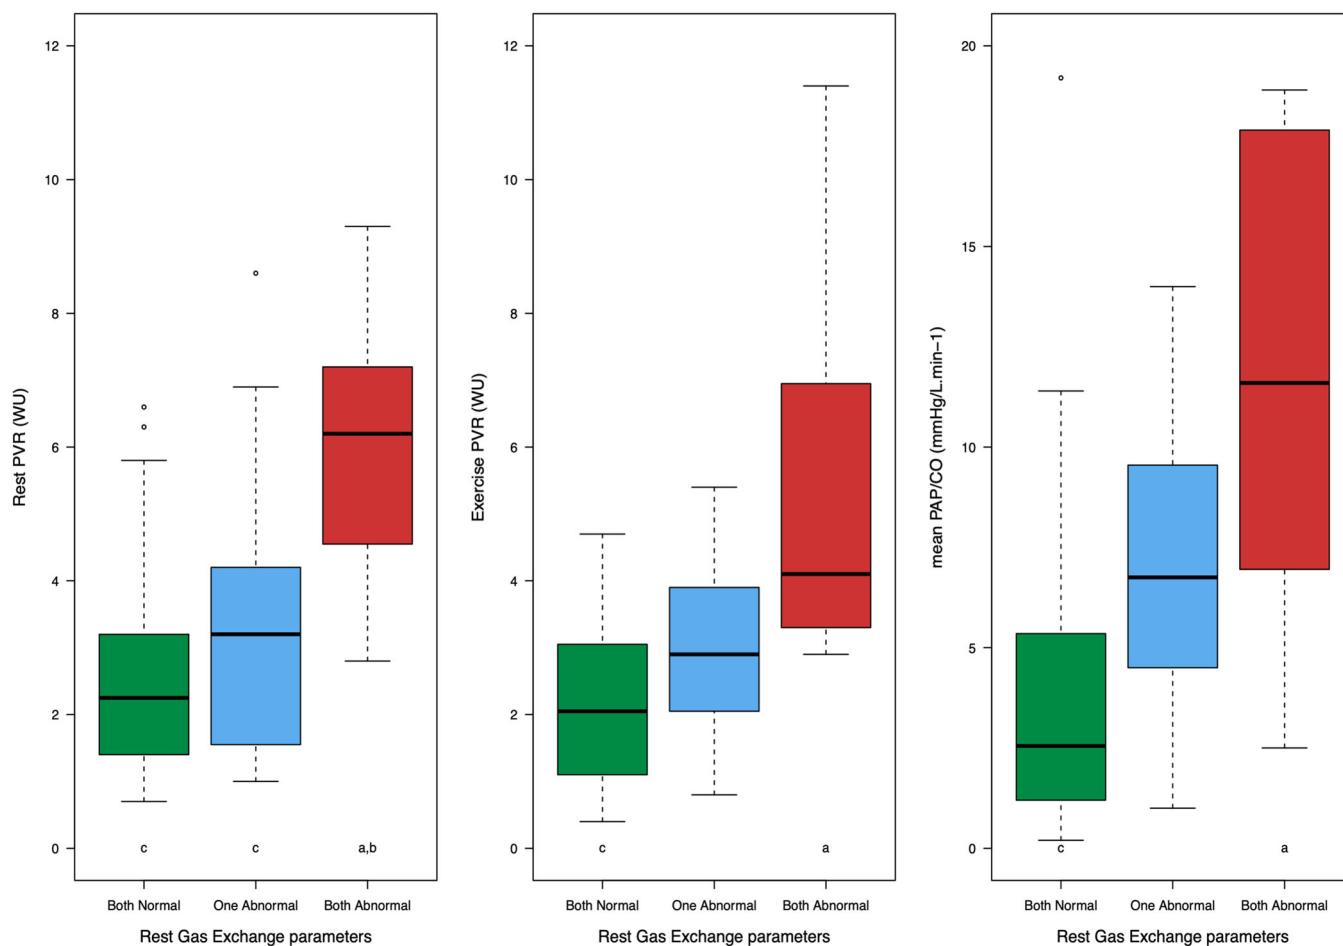 Rest PVR (WU)
12
10
8
6
4
2
0
c c a,b
Both Normal One Abnormal Both Abnormal
Rest Gas Exchange parameters
Exercise PVR (WU)
12
10
8
6
4
2
0
c a
Both Normal One Abnormal Both Abnormal
Rest Gas Exchange parameters
mean PAP/CO (mmHg/L.min−1)
20
15
10
5
0
c a
Both Normal One Abnormal Both Abnormal
Rest Gas Exchange parameters